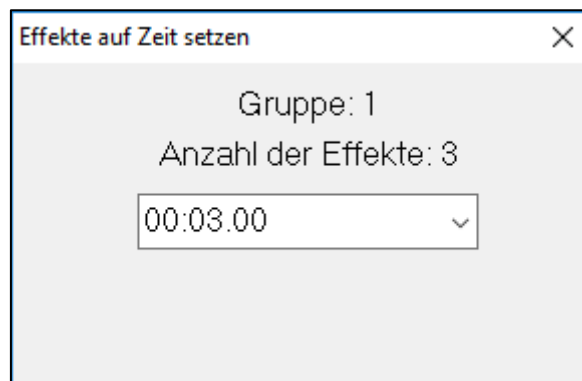 Effekte auf Zeit setzen
Gruppe: 1
Anzahl der Effekte: 3
00:03.00